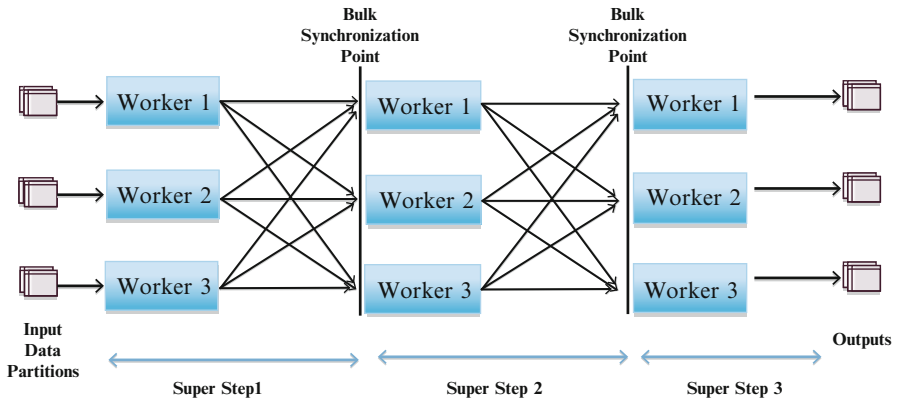 Bulk
Synchronization
Point
Bulk
Synchronization
Point
Worker 1
Worker 1
Worker 1
Worker 2
Worker 2
Worker 2
Worker 3
Worker 3
Worker 3
Input
Data
Partitions
Outputs
Super Step1
Super Step 2
Super Step 3